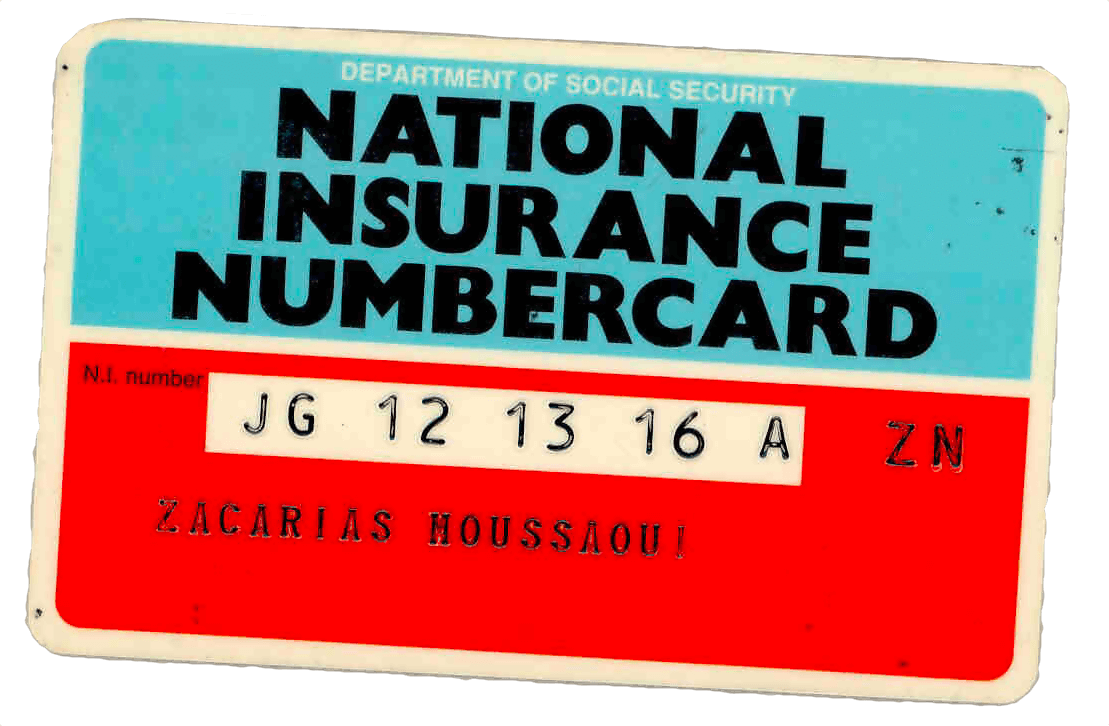 DEPARTMENT OF SOCIAL SECURITY
NATIONAL
INSURANCE
NUMBERCARD
N.I. number JG 12 13 16 A ZN
ZACARIAS MOUSSAOUI